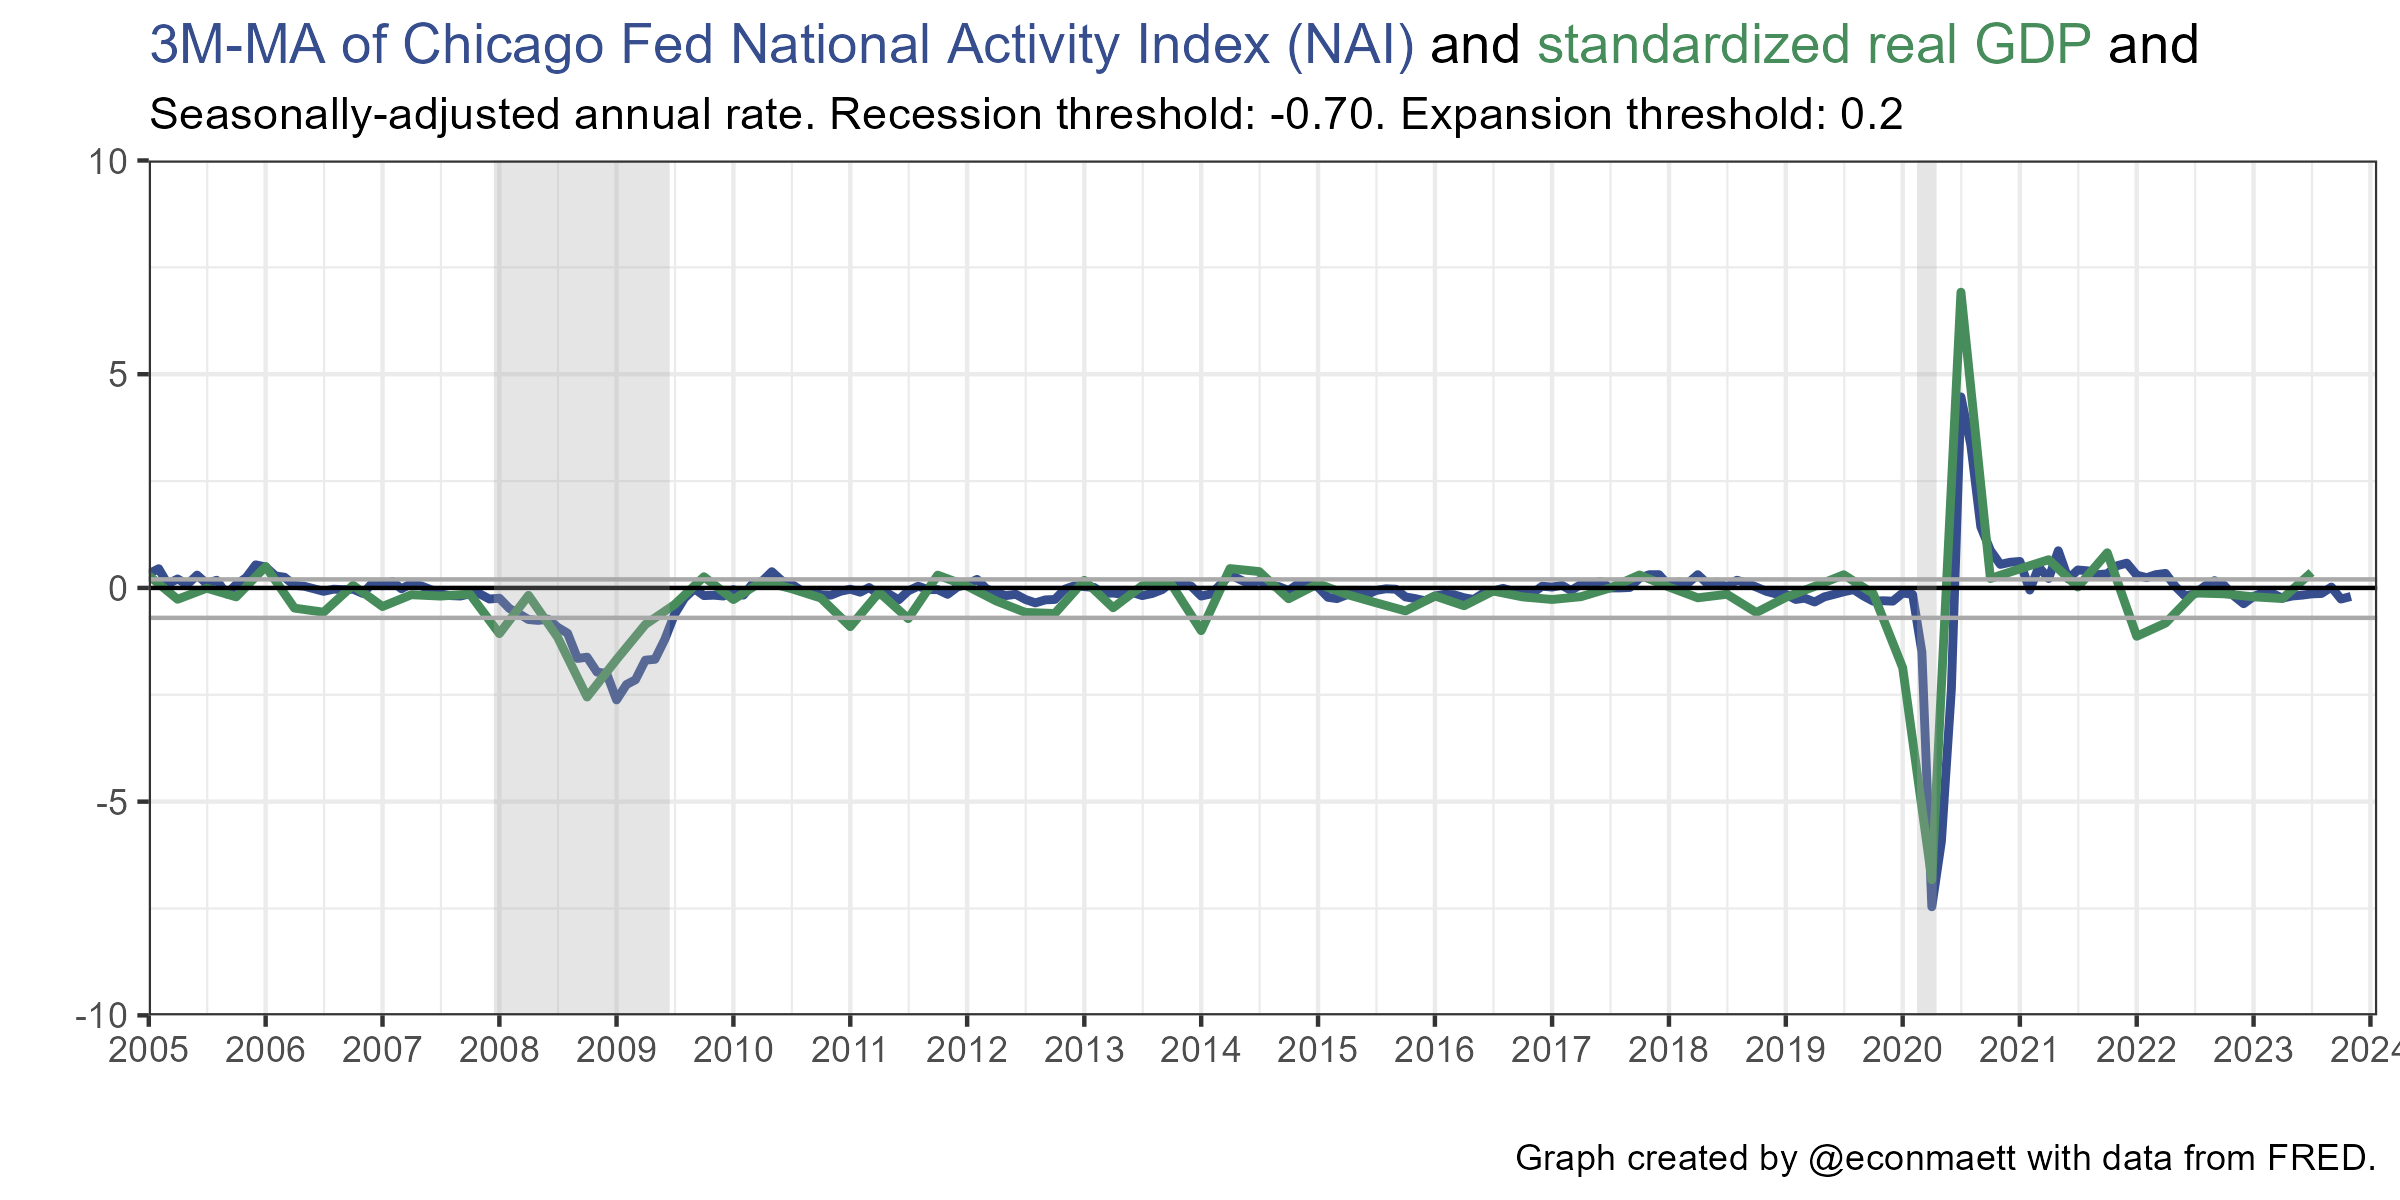 3M-MA of Chicago Fed National Activity Index (NAI) and standardized real GDP and
Seasonally-adjusted annual rate. Recession threshold: -0.70. Expansion threshold: 0.2
10
5
0
-5
-10
2005 2006 2007 2008 2009 2010 2011 2012 2013 2014 2015 2016 2017 2018 2019 2020 2021 2022 2023 2024
Graph created by @econmaett with data from FRED.